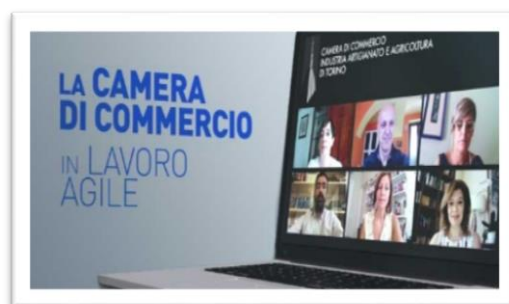 LA CAMERA
DI COMMERCIO
IN LAVORO
AGILE
CAMERA DI COMMERCIO
INDUSTRIA ARTIGIANATO E AGRICOLTURA
DI TORINO